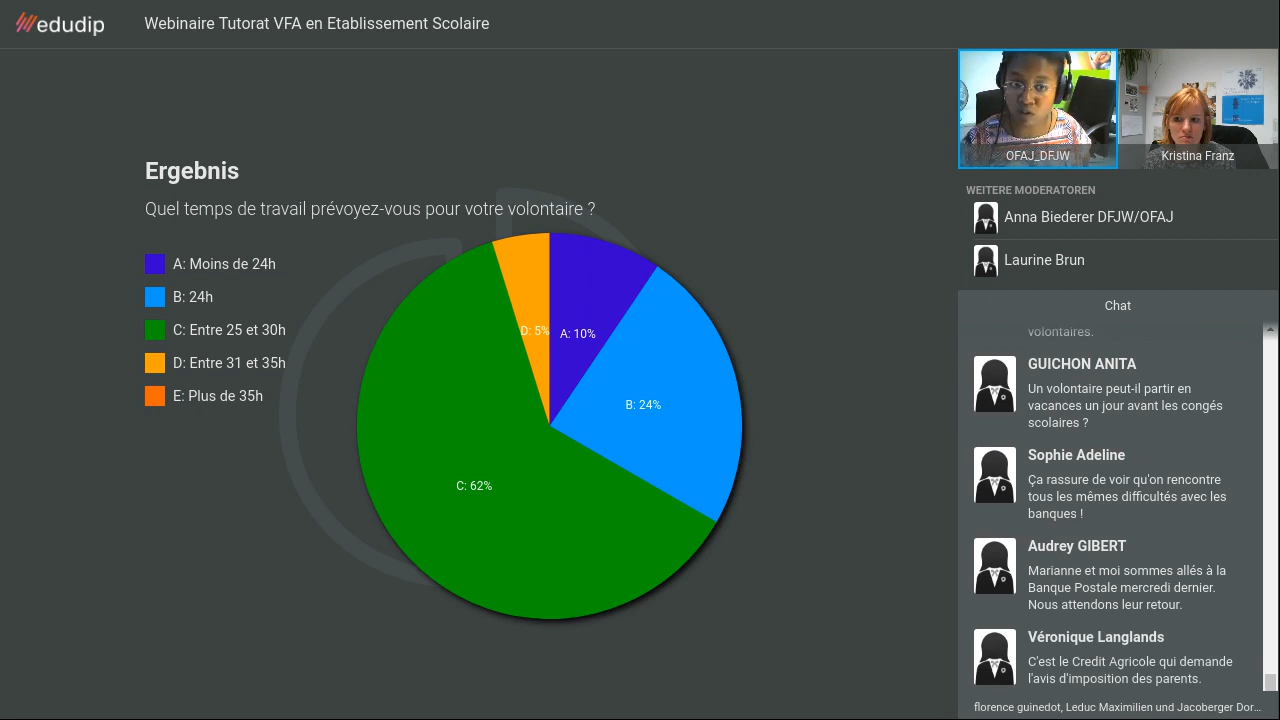 edudip
Webinaire Tutorat VFA en Etablissement Scolaire
Ergebnis
Quel temps de travail prévoyez-vous pour votre volontaire ?
A: Moins de 24h
B: 24h
C: Entre 25 et 30h
D: Entre 31 et 35h
E: Plus de 35h
D: 5%
A: 10%
B: 24%
C: 62%
OFAJ_DFJW
Kristina Franz
WEITERE MODERATOREN
Anna Biederer DFJW/OFAJ
Laurine Brun
Chat
volontaires.
GUICHON ANITA
Un volontaire peut-il partir en
vacances un jour avant les congés
scolaires ?
Sophie Adeline
Ça rassure de voir qu'on rencontre
tous les mêmes difficultés avec les
banques !
Audrey GIBERT
Marianne et moi sommes allés à la
Banque Postale mercredi dernier.
Nous attendons leur retour.
Véronique Langlands
C'est le Credit Agricole qui demande
l'avis d'imposition des parents.
florence guinedot, Leduc Maximilien und Jacoberger Dor...